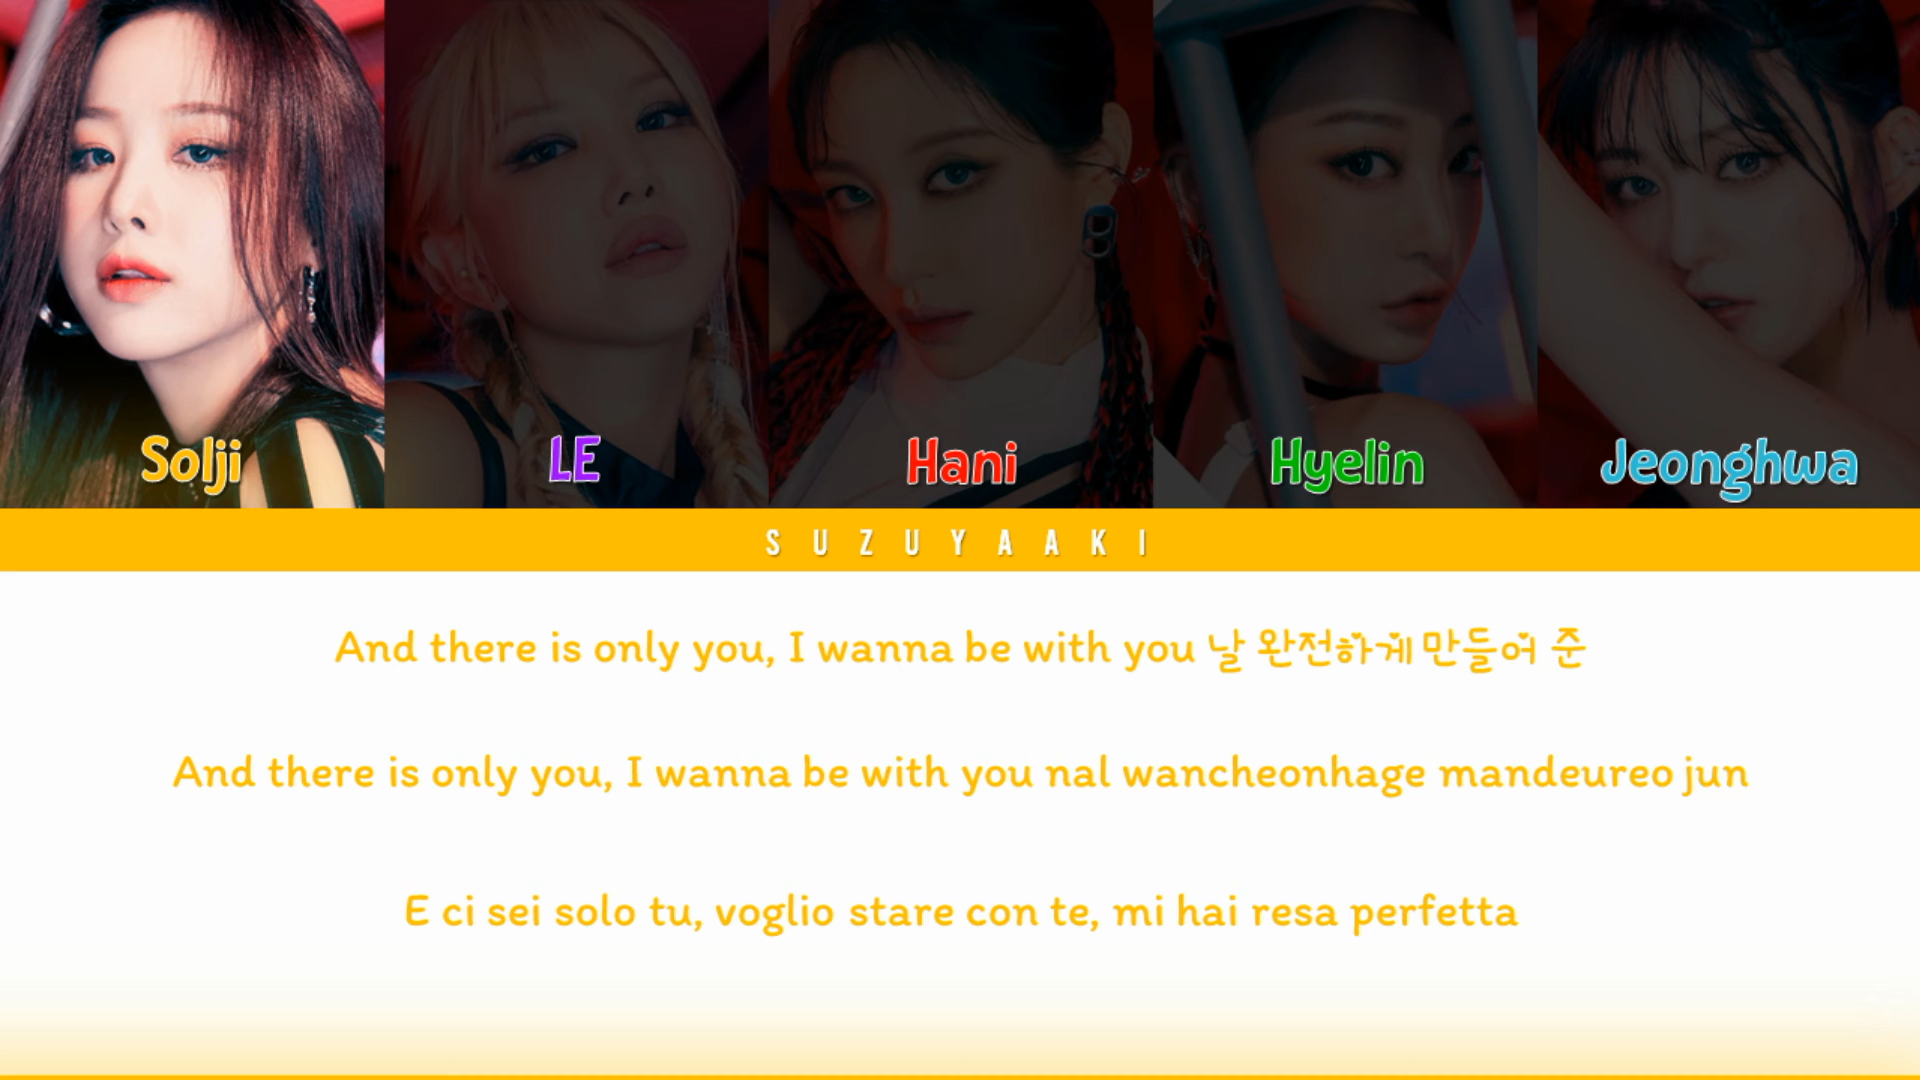 Solji
LE
Hani
Hyelin
Jeonghwa
SUZUYAAKI
And there is only you, I wanna be with you 날 완전하게 만들어 준
And there is only you, I wanna be with you nal wancheonhage mandeureo jun
E ci sei solo tu, voglio stare con te, mi hai resa perfetta